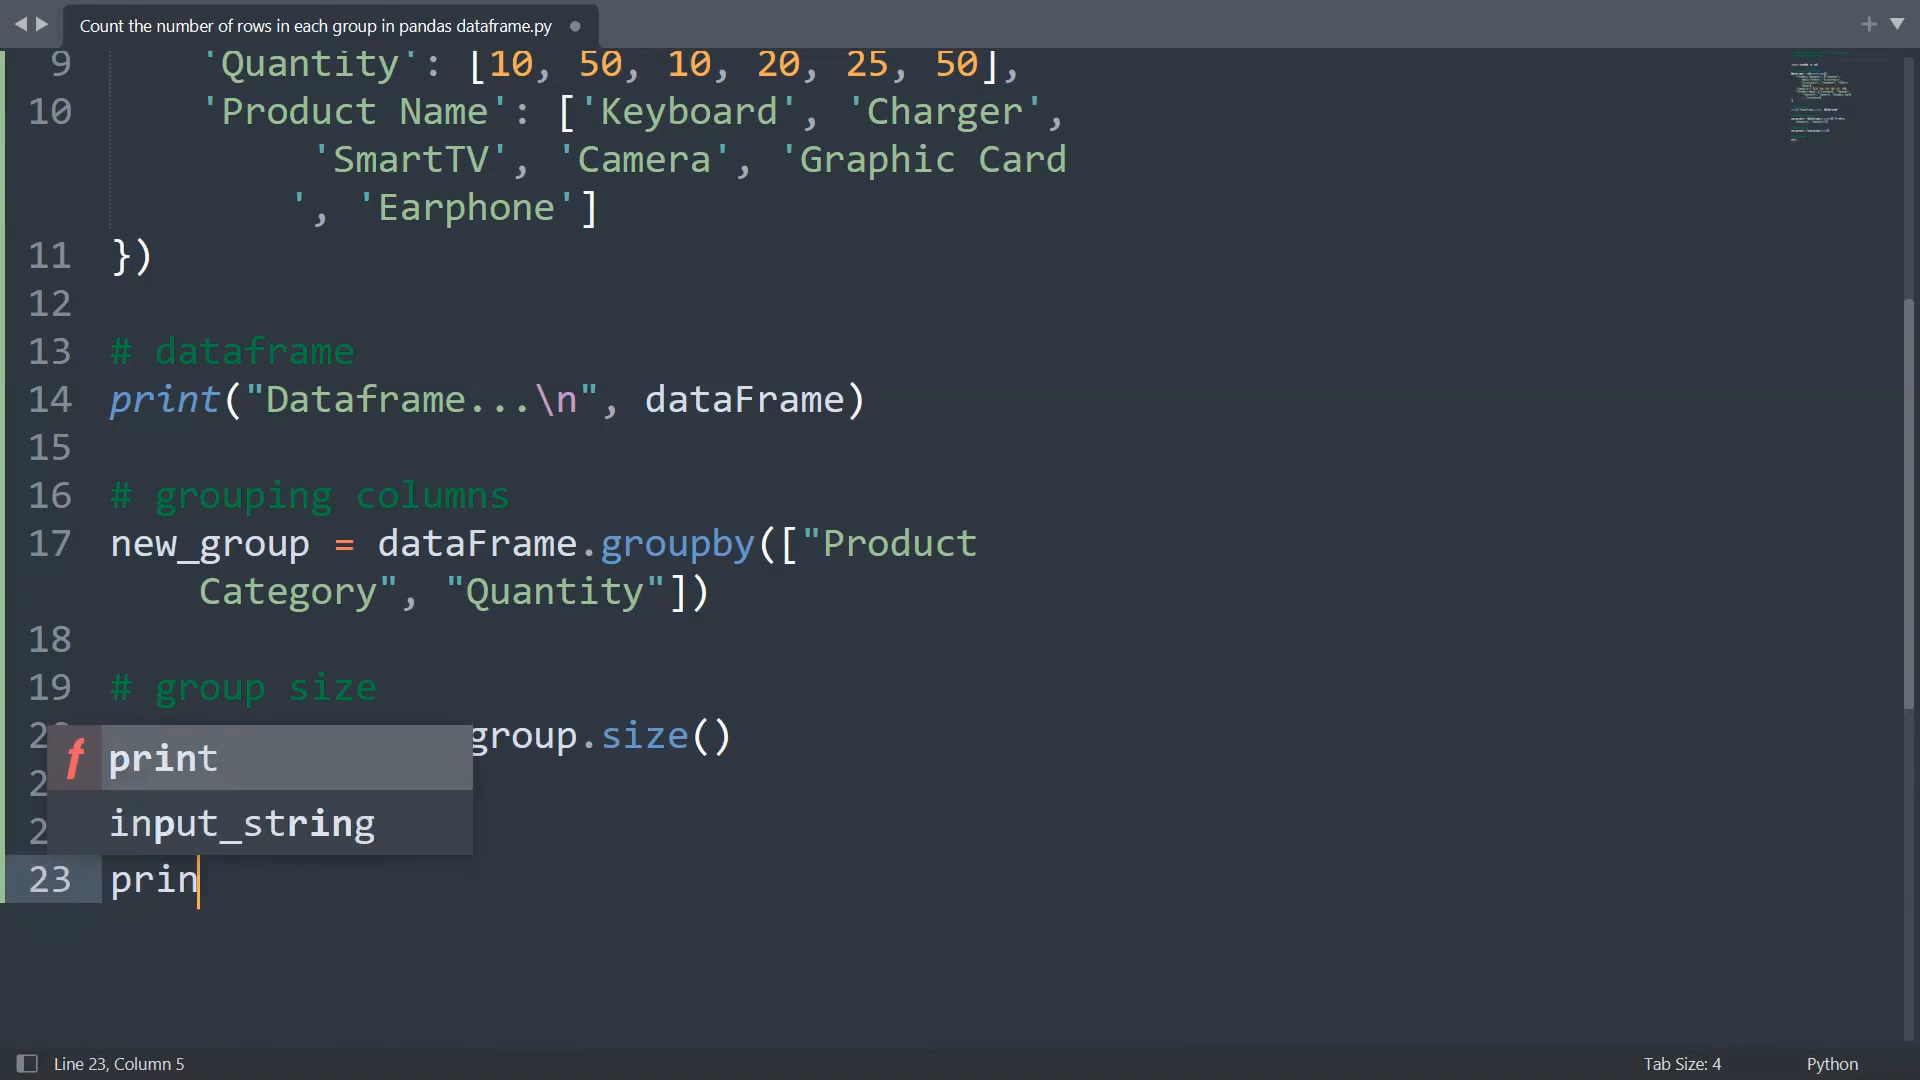 Count the number of rows in each group in pandas dataframe.py
9 'Quantity': [10, 50, 10, 20, 25, 50],
10 'Product Name': ['Keyboard', 'Charger',
'SmartTV', 'Camera', 'Graphic Card
', 'Earphone']
11 })
12
13 # dataframe
14 print("Dataframe...\n", dataFrame)
15
16 # grouping columns
17 new_group = dataFrame.groupby(["Product
Category", "Quantity"])
18
19 # group size
2 group.size()
f print
2
input_string
2
23 prin
Line 23, Column 5
Tab Size: 4
Python